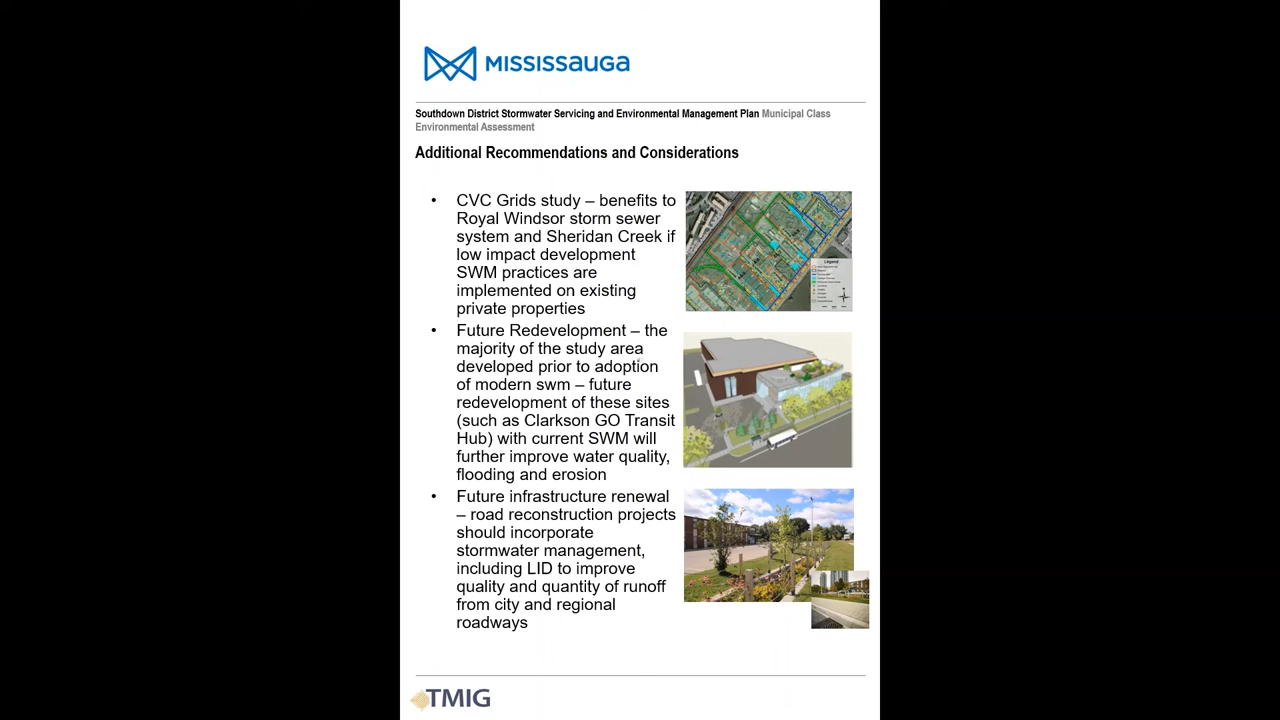 MISSISSAUGA
Southdown District Stormwater Servicing and Environmental Management Plan Municipal Class
Environmental Assessment
Additional Recommendations and Considerations
• CVC Grids study – benefits to
Royal Windsor storm sewer
system and Sheridan Creek if
low impact development
SWM practices are
implemented on existing
private properties
• Future Redevelopment – the
majority of the study area
developed prior to adoption
of modern swm – future
redevelopment of these sites
(such as Clarkson GO Transit
Hub) with current SWM will
further improve water quality,
flooding and erosion
• Future infrastructure renewal
– road reconstruction projects
should incorporate
stormwater management,
including LID to improve
quality and quantity of runoff
from city and regional
roadways
Legend
TMIG